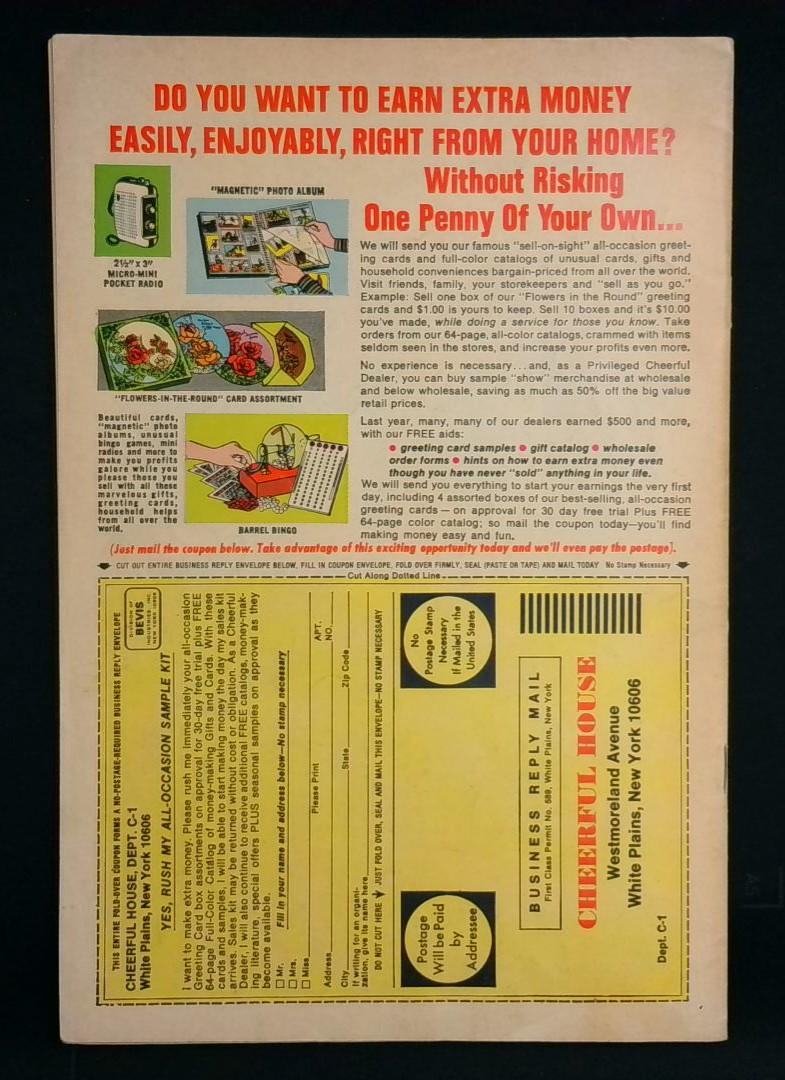 DO YOU WANT TO EARN EXTRA MONEY
EASILY, ENJOYABLY, RIGHT FROM YOUR HOME?
Without Risking
One Penny Of Your Own...
"MAGNETIC" PHOTO ALBUM
2½" x 3"
MICRO-MINI
POCKET RADIO
"FLOWERS-IN-THE-ROUND" CARD ASSORTMENT
Beautiful cards,
"magnetic" photo
albums, unusual
bingo games, mini
radios and more to
make you profits
galore while you
please those you
sell with all these
marvelous gifts,
greeting cards,
household helps
from all over the
world.
BARREL BINGO
We will send you our famous "sell-on-sight" all-occasion greet-
ing cards and full-color catalogs of unusual cards, gifts and
household conveniences bargain-priced from all over the world.
Visit friends, family, your storekeepers and "sell as you go."
Example: Sell one box of our "Flowers in the Round" greeting
cards and $1.00 is yours to keep. Sell 10 boxes and it's $10.00
you've made, while doing a service for those you know. Take
orders from our 64-page, all-color catalogs, crammed with items
seldom seen in the stores, and increase your profits even more.
No experience is necessary...and, as a Privileged Cheerful
Dealer, you can buy sample "show" merchandise at wholesale
and below wholesale, saving as much as 50% off the big value
retail prices.
Last year, many, many of our dealers earned $500 and more,
with our FREE aids:
• greeting card samples • gift catalog • wholesale
order forms • hints on how to earn extra money even
though you have never "sold" anything in your life.
We will send you everything to start your earnings the very first
day, including 4 assorted boxes of our best-selling, all-occasion
greeting cards — on approval for 30 day free trial Plus FREE
64-page color catalog; so mail the coupon today—you'll find
making money easy and fun.
(Just mail the coupon below. Take advantage of this exciting opportunity today and we'll even pay the postage).
CUT OUT ENTIRE BUSINESS REPLY ENVELOPE BELOW, FILL IN COUPON ENVELOPE, FOLD OVER FIRMLY, SEAL (PASTE OR TAPE) AND MAIL TODAY No Stamp Necessary
Cut Along Dotted Line
THIS ENTIRE FOLD-OVER COUPON FORMS A NO-POSTAGE-REQUIRED BUSINESS REPLY ENVELOPE
CHEERFUL HOUSE, DEPT. C-1
White Plains, New York 10606
DIVISION OF
BEVIS
INDUSTRIES, INC.
YES, RUSH MY ALL-OCCASION SAMPLE KIT
I want to make extra money. Please rush me immediately your all-occasion
Greeting Card box assortments on approval for 30-day free trial plus FREE
64-page Full-Color Catalog of money-making Gifts and Cards. With these
cards and samples, I will be able to start making money the day my sales kit
arrives. Sales kit may be returned without cost or obligation. As a Cheerful
Dealer, I will also continue to receive additional FREE catalogs, money-mak-
ing literature, special offers PLUS seasonal samples on approval as they
become available.
Fill in your name and address below—No stamp necessary
Mr.
Mrs.
Miss
Please Print
APT.
NO.
Address
City State Zip Code
If writing for an organi-
zation, give its name here
DO NOT CUT HERE JUST FOLD OVER, SEAL AND MAIL THIS ENVELOPE—NO STAMP NECESSARY
Postage
Will be Paid
by
Addressee
No
Postage Stamp
Necessary
If Mailed in the
United States
BUSINESS REPLY MAIL
First Class Permit No. 589, White Plains, New York
CHEERFUL HOUSE
Westmoreland Avenue
White Plains, New York 10606
Dept. C-1